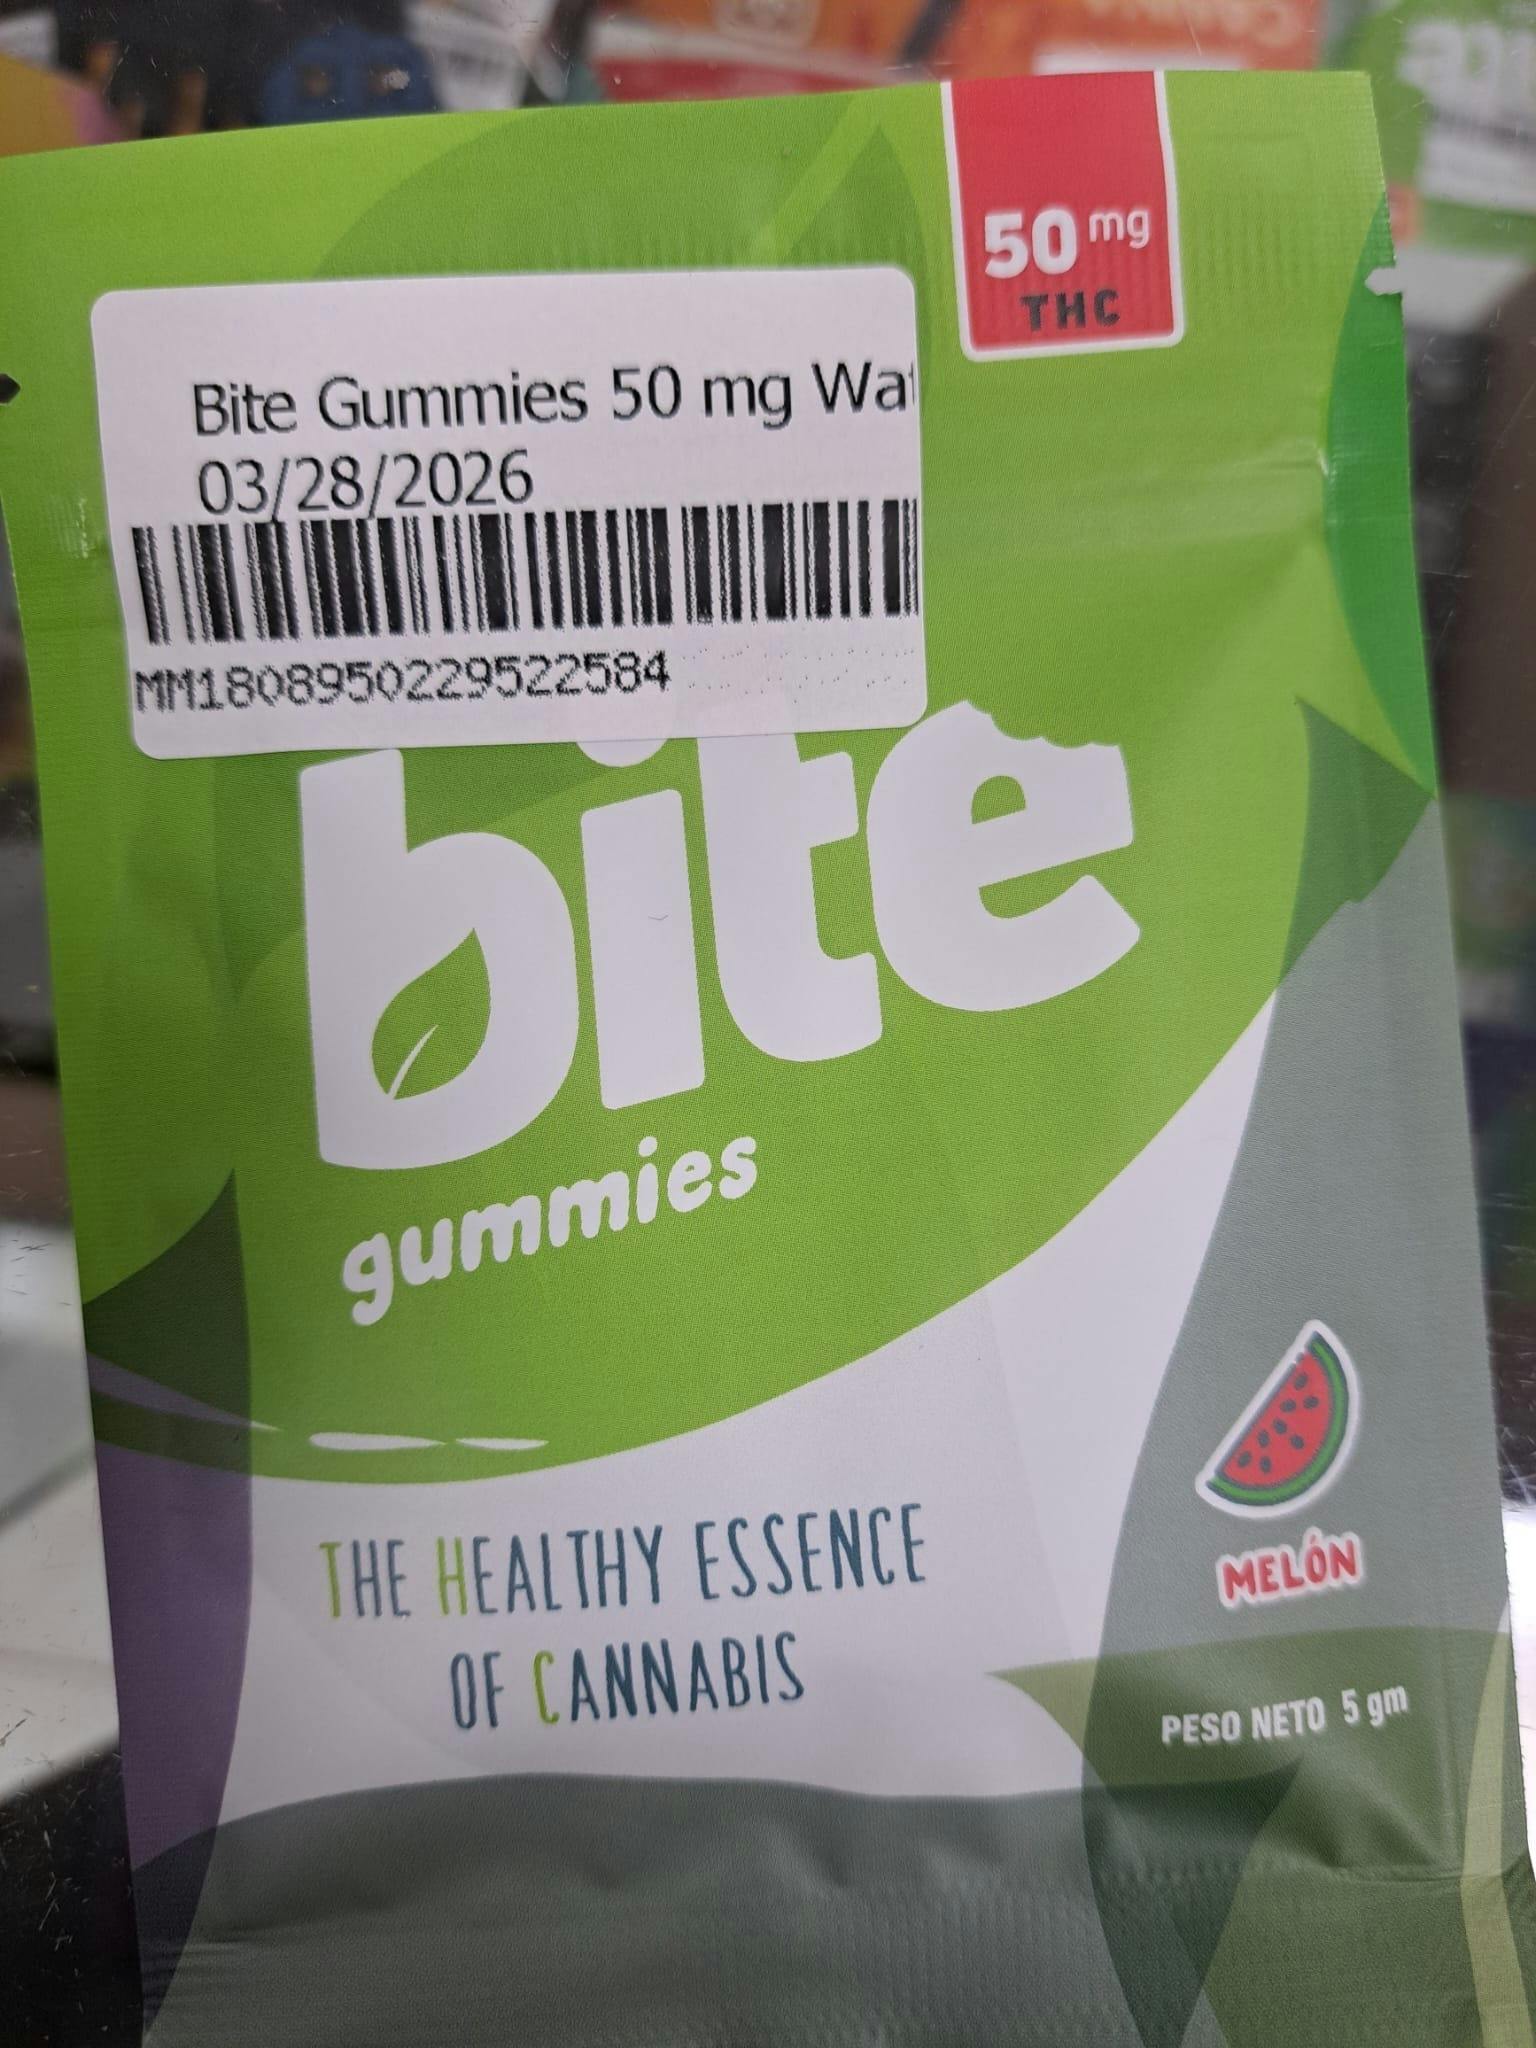 50 mg
THC
Bite Gummies 50 mg
03/28/2026
MM1808950229522584
bite
gummies
THE HEALTHY ESSENCE
OF CANNABIS
MELÓN
PESO NETO 5 gm